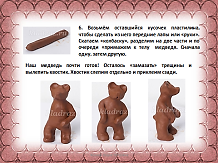 6. Возьмём оставшийся кусочек пластилина,
чтобы сделать из него передние лапы или «руки».
Скатаем «колбаску», разделим на две части и по
очереди «примажем к телу медведя. Сначала
одну, затем другую.
Наш медведь почти готов! Осталось «замазать» трещины и
вылепить хвостик. Хвостик слепим отдельно и приклеим сзади.